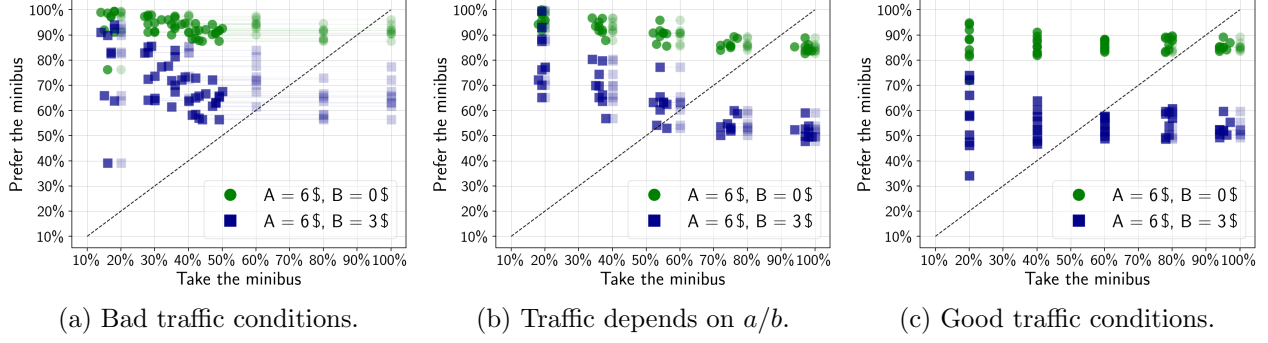 100%
90%
80%
70%
60%
50%
40%
30%
20%
10%
Prefer the minibus
A = 6$, B = 0$
A = 6$, B = 3$
10% 20% 30% 40% 50% 60% 70% 80% 90% 100%
Take the minibus
(a) Bad traffic conditions.
100%
90%
80%
70%
60%
50%
40%
30%
20%
10%
Prefer the minibus
A = 6$, B = 0$
A = 6$, B = 3$
10% 20% 30% 40% 50% 60% 70% 80% 90% 100%
Take the minibus
(b) Traffic depends on a/b.
100%
90%
80%
70%
60%
50%
40%
30%
20%
10%
Prefer the minibus
A = 6$, B = 0$
A = 6$, B = 3$
10% 20% 30% 40% 50% 60% 70% 80% 90% 100%
Take the minibus
(c) Good traffic conditions.